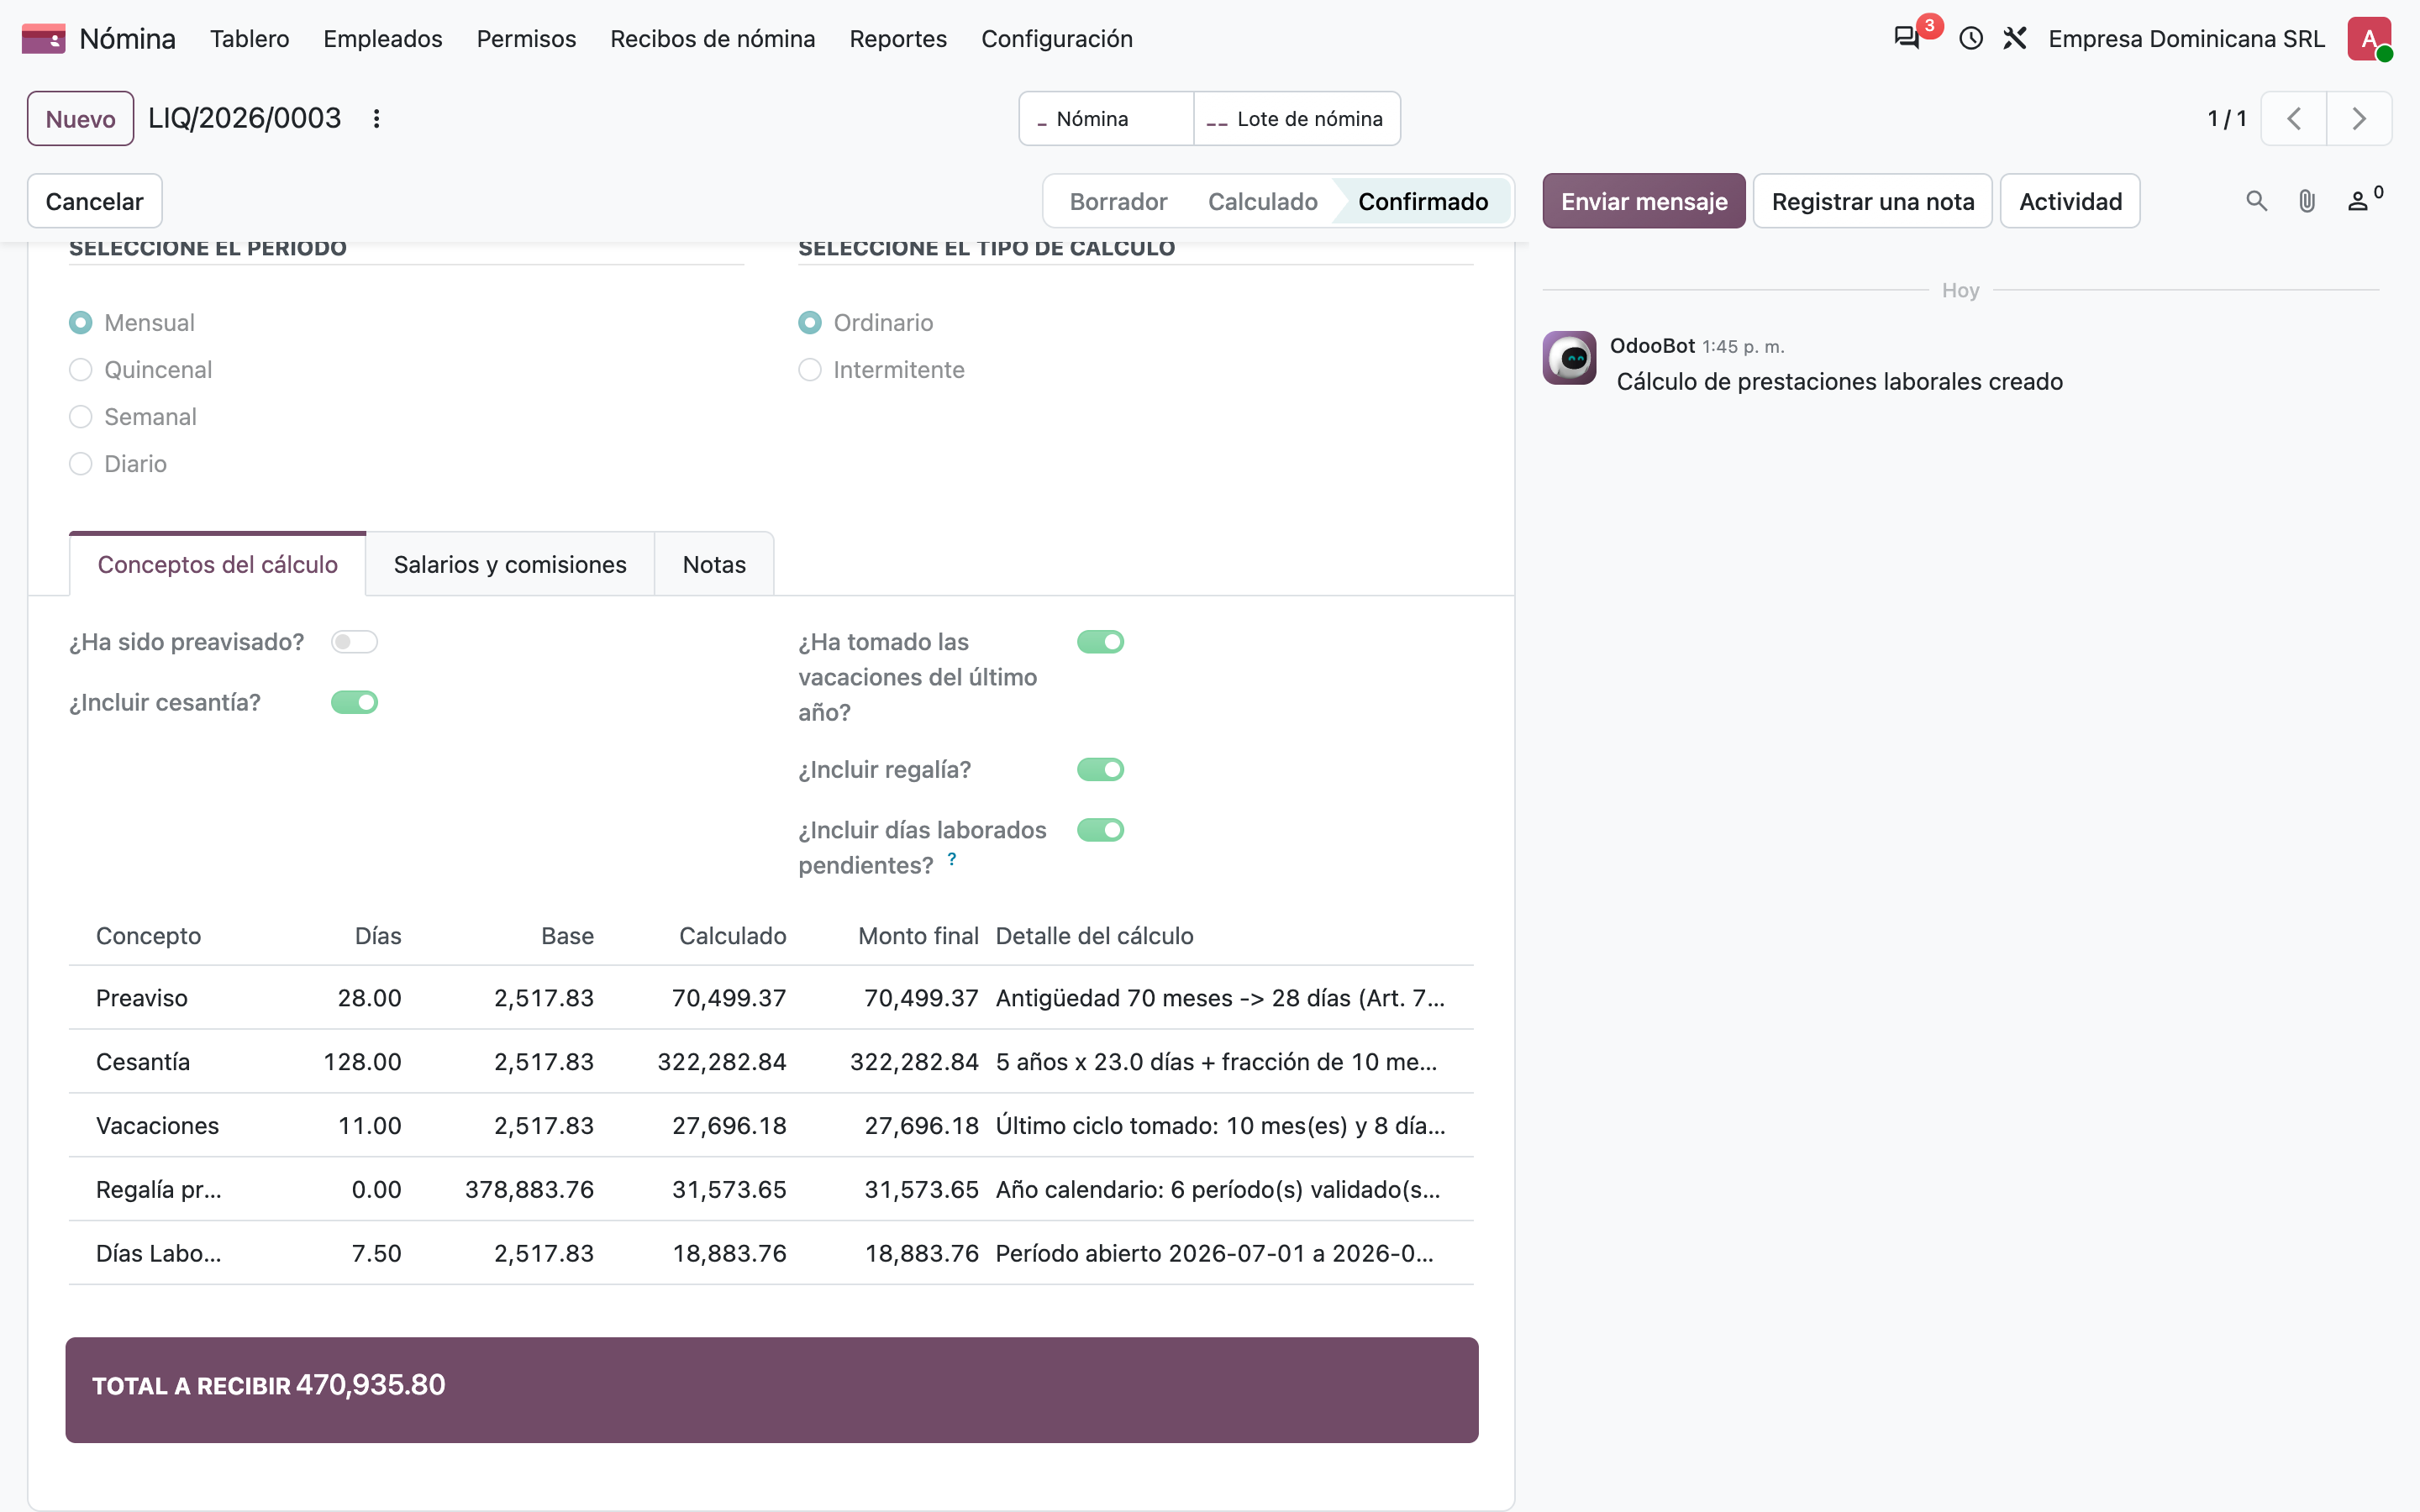 Nómina Tablero Empleados Permisos Recibos de nómina Reportes Configuración 3 Empresa Dominicana SRL A
Nuevo LIQ/2026/0003 Nómina Lote de nómina 1 / 1
Cancelar Borrador Calculado Confirmado Enviar mensaje Registrar una nota Actividad 0
SELECCIONE EL PERÍODO SELECCIONE EL TIPO DE CÁLCULO
Mensual Ordinario
Quincenal Intermitente
Semanal
Diario
Hoy
OdooBot 1:45 p. m.
Cálculo de prestaciones laborales creado
Conceptos del cálculo Salarios y comisiones Notas
¿Ha sido preavisado?
¿Incluir cesantía?
¿Ha tomado las
vacaciones del último
año?
¿Incluir regalía?
¿Incluir días laborados
pendientes? ?
Concepto Días Base Calculado Monto final Detalle del cálculo
Preaviso 28.00 2,517.83 70,499.37 70,499.37 Antigüedad 70 meses -> 28 días (Art. 7...
Cesantía 128.00 2,517.83 322,282.84 322,282.84 5 años x 23.0 días + fracción de 10 me...
Vacaciones 11.00 2,517.83 27,696.18 27,696.18 Último ciclo tomado: 10 mes(es) y 8 día...
Regalía pr... 0.00 378,883.76 31,573.65 31,573.65 Año calendario: 6 período(s) validado(s...
Días Labo... 7.50 2,517.83 18,883.76 18,883.76 Período abierto 2026-07-01 a 2026-0...
TOTAL A RECIBIR 470,935.80